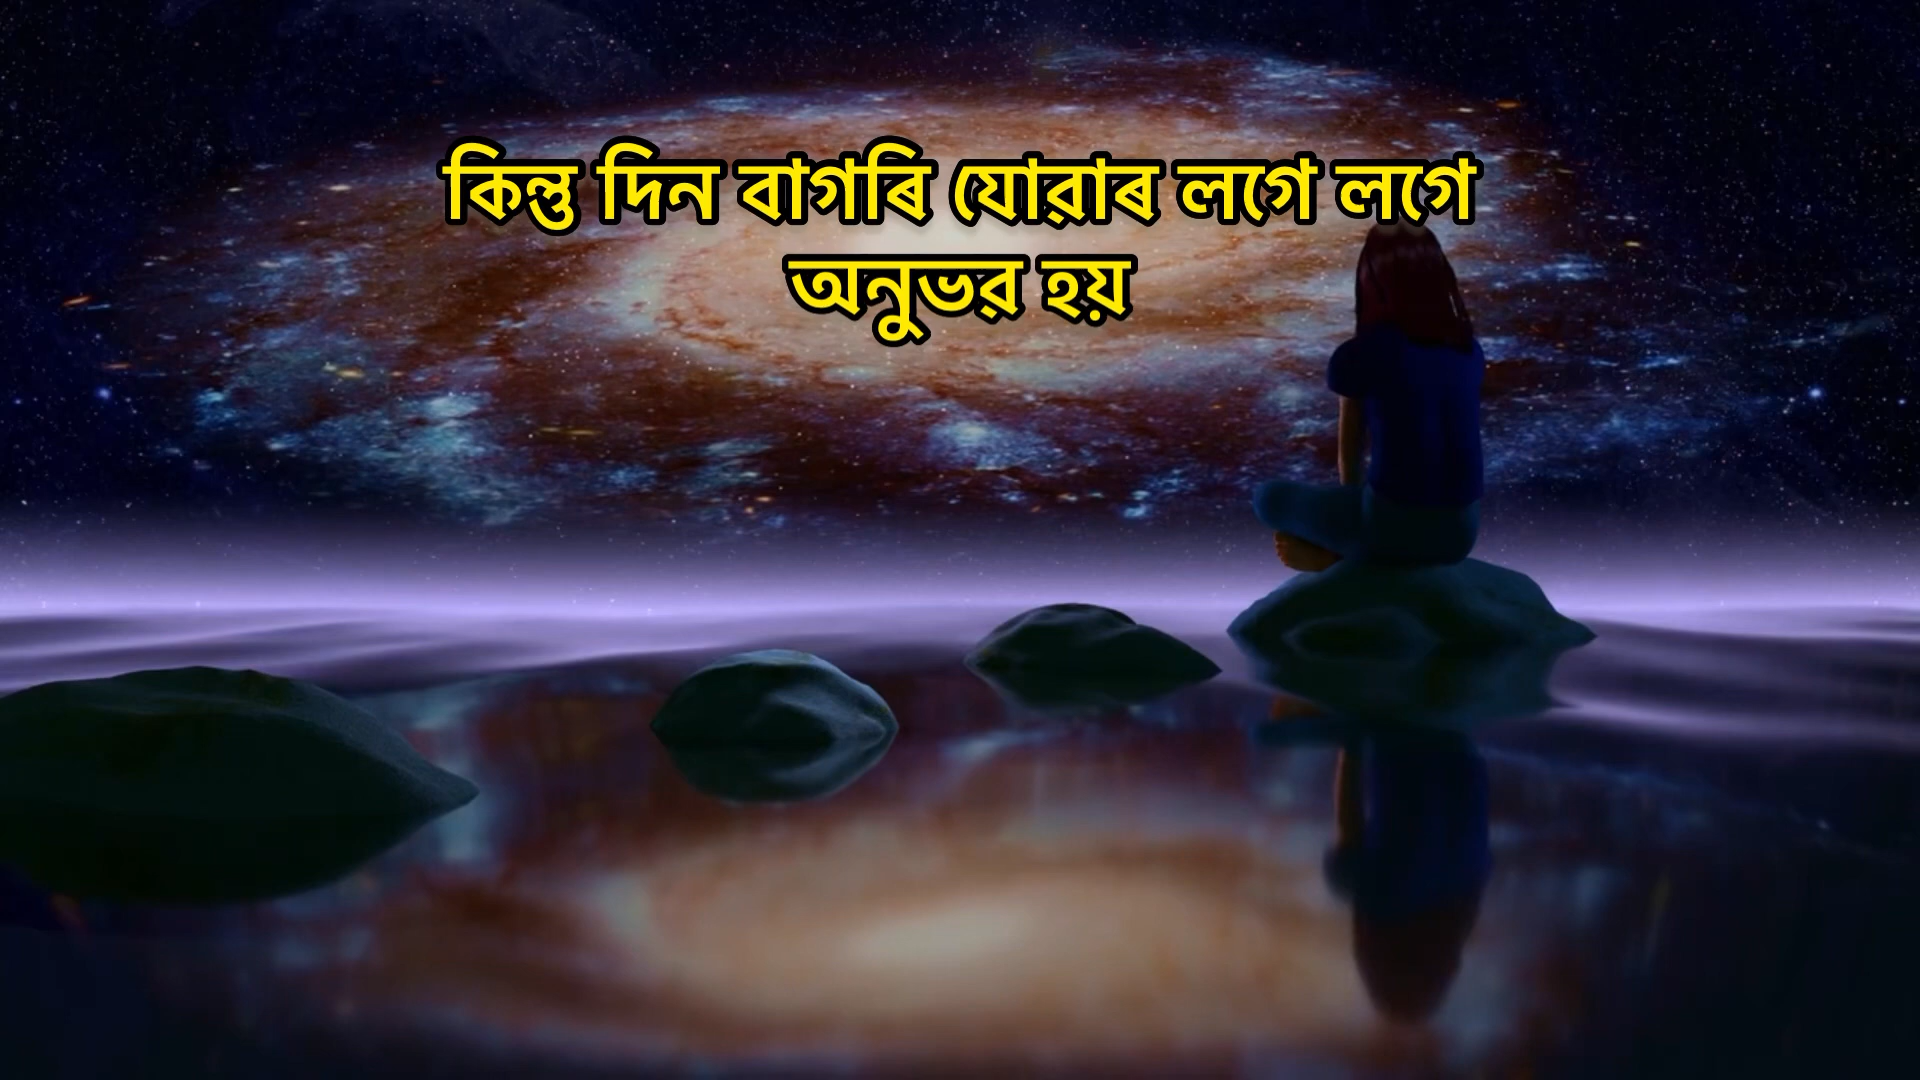 কিন্তু দিন বাগৰি যোৱাৰ লগে লগে
অনুভৱ হয়